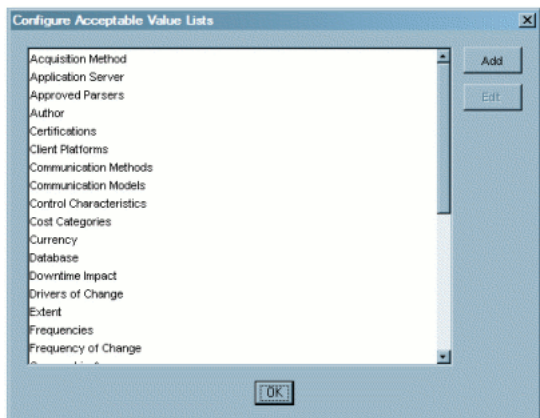 Configure Acceptable Value Lists
Acquisition Method
Application Server
Approved Parsers
Author
Certifications
Client Platforms
Communication Methods
Communication Models
Control Characteristics
Cost Categories
Currency
Database
Downtime Impact
Drivers of Change
Extent
Frequencies
Frequency of Change
Add
Edit
OK